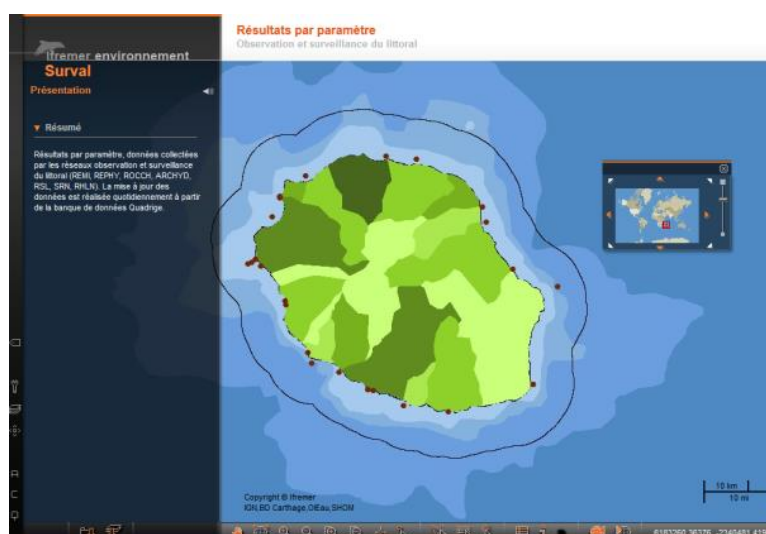 Résultats par paramètre
Observation et surveillance du littoral
Ifremer environnement
Surval
Présentation
Résumé
Résultats par paramètre, données collectées
par les réseaux observation et surveillance
du littoral (REMI, REPHY, ROCCH, ARCHYD,
RSL, SRN, RHLN). La mise à jour des
données est réalisée quotidiennement à partir
de la banque de données Quadrige.
Copyright © Ifremer
IGN,BD Carthage,OIEau,SHOM
10 km
10 mi